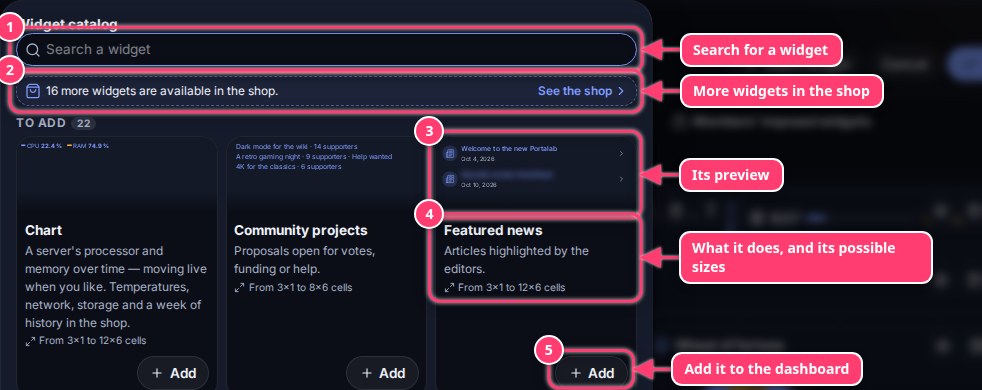 Widget catalog
1
Search a widget
Search for a widget
2
16 more widgets are available in the shop.
See the shop
More widgets in the shop
TO ADD 22
CPU 22.4% RAM 74.9%
Dark mode for the wiki · 14 supporters
A retro gaming night · 9 supporters · Help wanted
4K for the classics · 6 supporters
3
Welcome to the new Portalab
Oct 4, 2026
Oct 10, 2026
Its preview
Chart
A server's processor and
memory over time — moving live
when you like. Temperatures,
network, storage and a week of
history in the shop.
From 3×1 to 12×6 cells
Add
Community projects
Proposals open for votes,
funding or help.
From 3×1 to 8×6 cells
Add
4
Featured news
Articles highlighted by the
editors.
From 3×1 to 12×6 cells
What it does, and its possible
sizes
5
Add
Add it to the dashboard